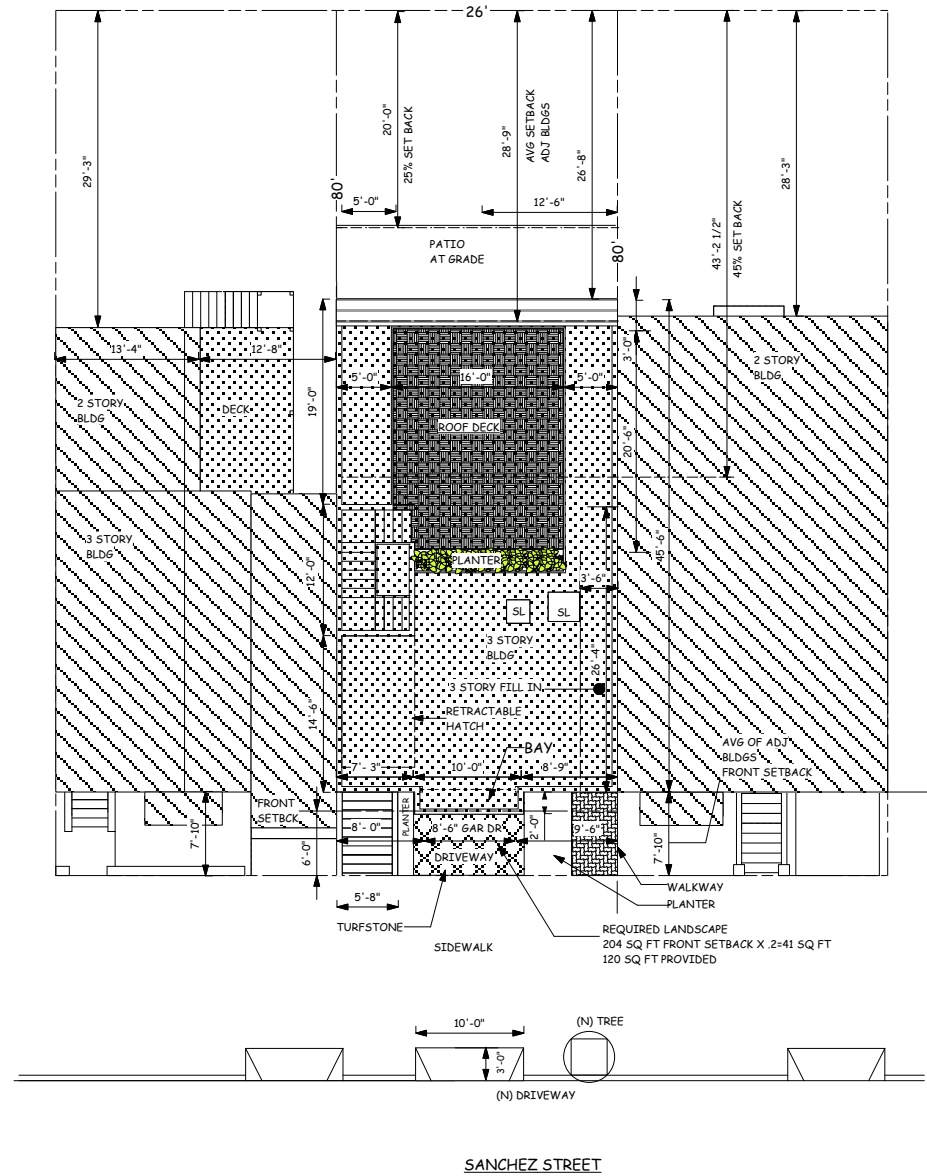 26'
29'-3"
20'-0"
25% SET BACK
28'-9"
AVG SETBACK
ADJ BLDGS
26'-8"
28'-3"
43'-2 1/2"
45% SET BACK
80'
5'-0"
12'-6"
80'
PATIO
AT GRADE
13'-4"
12'-8"
2 STORY
BLDG
DECK
19'-0"
5'-0"
16'-0"
5'-0"
3'-0"
2 STORY
BLDG
ROOF DECK
20'-6"
45'-6"
3 STORY
BLDG
12'-0"
PLANTER
3'-6"
SL
SL
3 STORY
BLDG
26'-4"
3 STORY FILL IN
14'-6"
RETRACTABLE
HATCH
BAY
AVG OF ADJ
BLDGS
FRONT SETBACK
7'-3"
10'-0"
8'-9"
FRONT
SETBCK
7'-10"
6'-0"
8'-0"
PLANTER
8'-6" GAR DR
2'-0"
9'-6"
7'-10"
DRIVEWAY
5'-8"
WALKWAY
PLANTER
TURFSTONE
SIDEWALK
REQUIRED LANDSCAPE
204 SQ FT FRONT SETBACK X .2=41 SQ FT
120 SQ FT PROVIDED
10'-0"
(N) TREE
3'-0"
(N) DRIVEWAY
SANCHEZ STREET